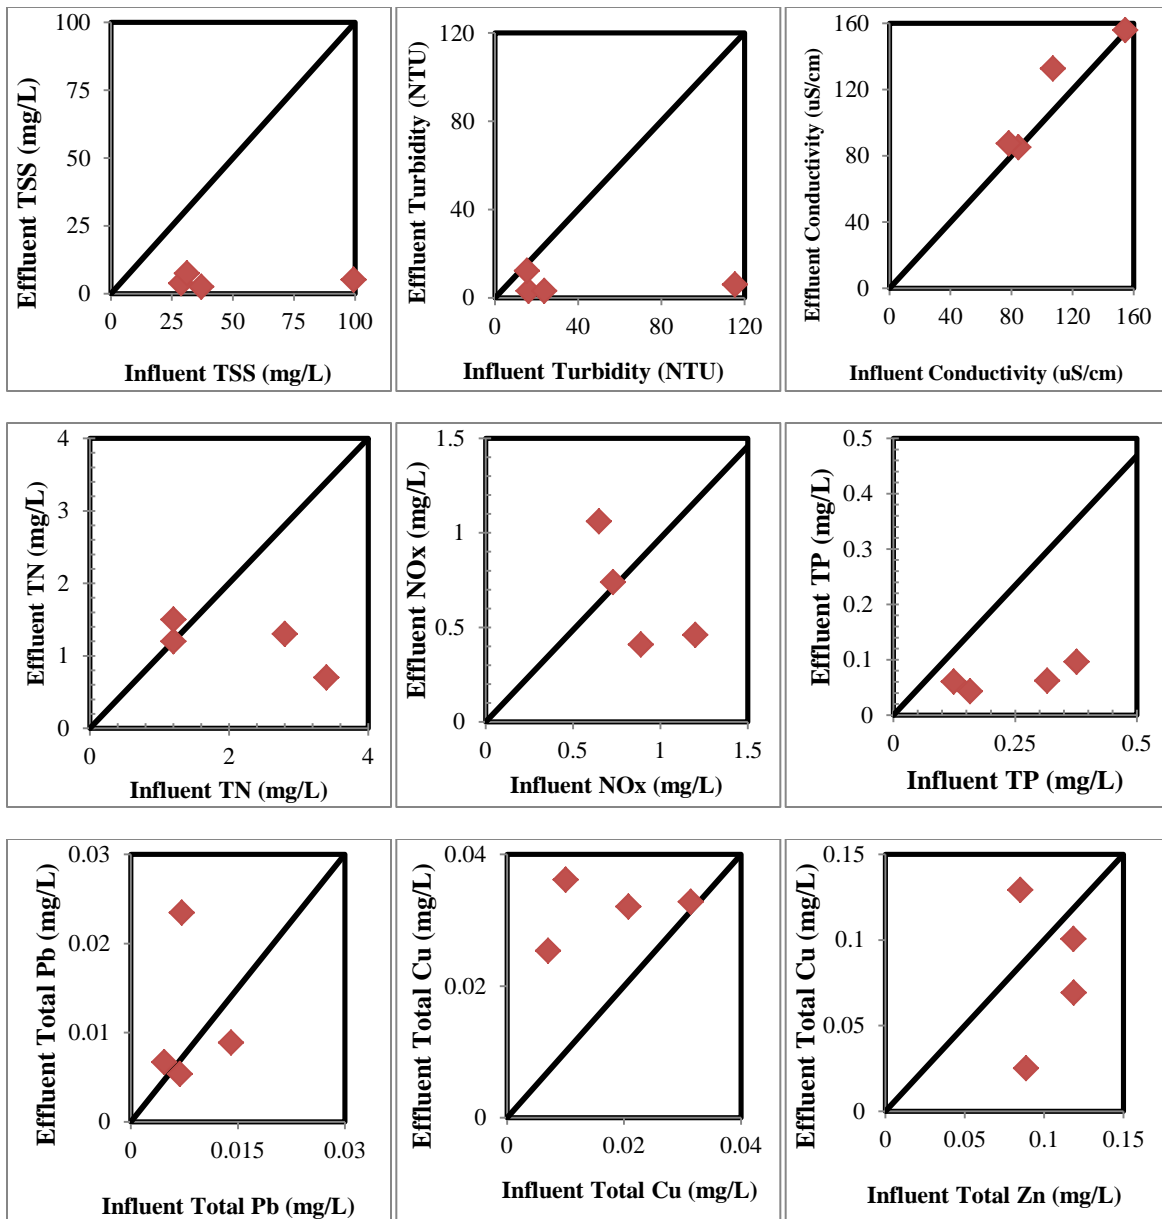 100
75
50
25
0
Effluent TSS (mg/L)
0 25 50 75 100
Influent TSS (mg/L)
120
80
40
0
Effluent Turbidity (NTU)
0 40 80 120
Influent Turbidity (NTU)
160
120
80
40
0
Effluent Conductivity (uS/cm)
0 40 80 120 160
Influent Conductivity (uS/cm)
4
3
2
1
0
Effluent TN (mg/L)
0 2 4
Influent TN (mg/L)
1.5
1
0.5
0
Effluent NOx (mg/L)
0 0.5 1 1.5
Influent NOx (mg/L)
0.5
0.4
0.3
0.2
0.1
0
Effluent TP (mg/L)
0 0.25 0.5
Influent TP (mg/L)
0.03
0.02
0.01
0
Effluent Total Pb (mg/L)
0 0.015 0.03
Influent Total Pb (mg/L)
0.04
0.02
0
Effluent Total Cu (mg/L)
0 0.02 0.04
Influent Total Cu (mg/L)
0.15
0.1
0.05
0
Effluent Total Cu (mg/L)
0 0.05 0.1 0.15
Influent Total Zn (mg/L)